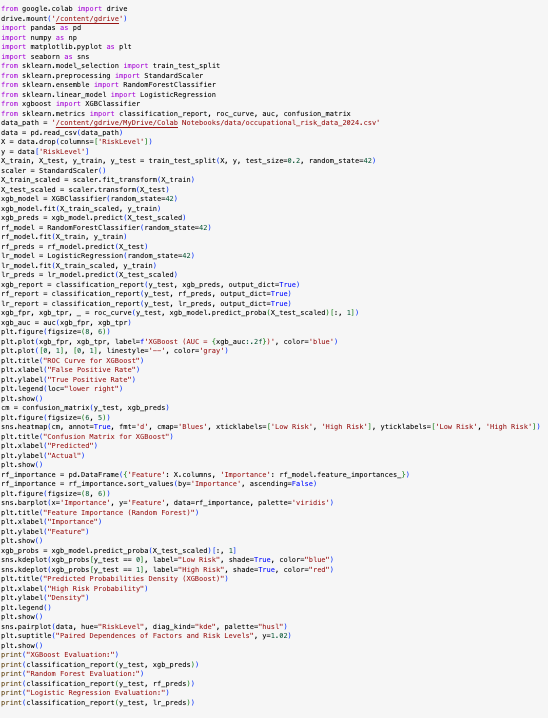 from google.colab import drive
drive.mount('/content/gdrive')
import pandas as pd
import numpy as np
import matplotlib.pyplot as plt
import seaborn as sns
from sklearn.model_selection import train_test_split
from sklearn.preprocessing import StandardScaler
from sklearn.ensemble import RandomForestClassifier
from sklearn.linear_model import LogisticRegression
from xgboost import XGBClassifier
from sklearn.metrics import classification_report, roc_curve, auc, confusion_matrix
data_path = '/content/gdrive/MyDrive/Colab Notebooks/data/occupational_risk_data_2024.csv'
data = pd.read_csv(data_path)
X = data.drop(columns=['RiskLevel'])
y = data['RiskLevel']
X_train, X_test, y_train, y_test = train_test_split(X, y, test_size=0.2, random_state=42)
scaler = StandardScaler()
X_train_scaled = scaler.fit_transform(X_train)
X_test_scaled = scaler.transform(X_test)
xgb_model = XGBClassifier(random_state=42)
xgb_model.fit(X_train_scaled, y_train)
xgb_preds = xgb_model.predict(X_test_scaled)
rf_model = RandomForestClassifier(random_state=42)
rf_model.fit(X_train, y_train)
rf_preds = rf_model.predict(X_test)
lr_model = LogisticRegression(random_state=42)
lr_model.fit(X_train_scaled, y_train)
lr_preds = lr_model.predict(X_test_scaled)
xgb_report = classification_report(y_test, xgb_preds, output_dict=True)
rf_report = classification_report(y_test, rf_preds, output_dict=True)
lr_report = classification_report(y_test, lr_preds, output_dict=True)
xgb_fpr, xgb_tpr, _ = roc_curve(y_test, xgb_model.predict_proba(X_test_scaled)[:, 1])
xgb_auc = auc(xgb_fpr, xgb_tpr)
plt.figure(figsize=(8, 6))
plt.plot(xgb_fpr, xgb_tpr, label=f'XGBoost (AUC = {xgb_auc:.2f})', color='blue')
plt.plot([0, 1], [0, 1], linestyle='--', color='gray')
plt.title("ROC Curve for XGBoost")
plt.xlabel("False Positive Rate")
plt.ylabel("True Positive Rate")
plt.legend(loc="lower right")
plt.show()
cm = confusion_matrix(y_test, xgb_preds)
plt.figure(figsize=(6, 5))
sns.heatmap(cm, annot=True, fmt='d', cmap='Blues', xticklabels=['Low Risk', 'High Risk'], yticklabels=['Low Risk', 'High Risk'])
plt.title("Confusion Matrix for XGBoost")
plt.xlabel("Predicted")
plt.ylabel("Actual")
plt.show()
rf_importance = pd.DataFrame({'Feature': X.columns, 'Importance': rf_model.feature_importances_})
rf_importance = rf_importance.sort_values(by='Importance', ascending=False)
plt.figure(figsize=(8, 6))
sns.barplot(x='Importance', y='Feature', data=rf_importance, palette='viridis')
plt.title("Feature Importance (Random Forest)")
plt.xlabel("Importance")
plt.ylabel("Feature")
plt.show()
xgb_probs = xgb_model.predict_proba(X_test_scaled)[:, 1]
sns.kdeplot(xgb_probs[y_test == 0], label="Low Risk", shade=True, color="blue")
sns.kdeplot(xgb_probs[y_test == 1], label="High Risk", shade=True, color="red")
plt.title("Predicted Probabilities Density (XGBoost)")
plt.xlabel("High Risk Probability")
plt.ylabel("Density")
plt.legend()
plt.show()
sns.pairplot(data, hue="RiskLevel", diag_kind="kde", palette="husl")
plt.suptitle("Paired Dependences of Factors and Risk Levels", y=1.02)
plt.show()
print("XGBoost Evaluation:")
print(classification_report(y_test, xgb_preds))
print("Random Forest Evaluation:")
print(classification_report(y_test, rf_preds))
print("Logistic Regression Evaluation:")
print(classification_report(y_test, lr_preds))